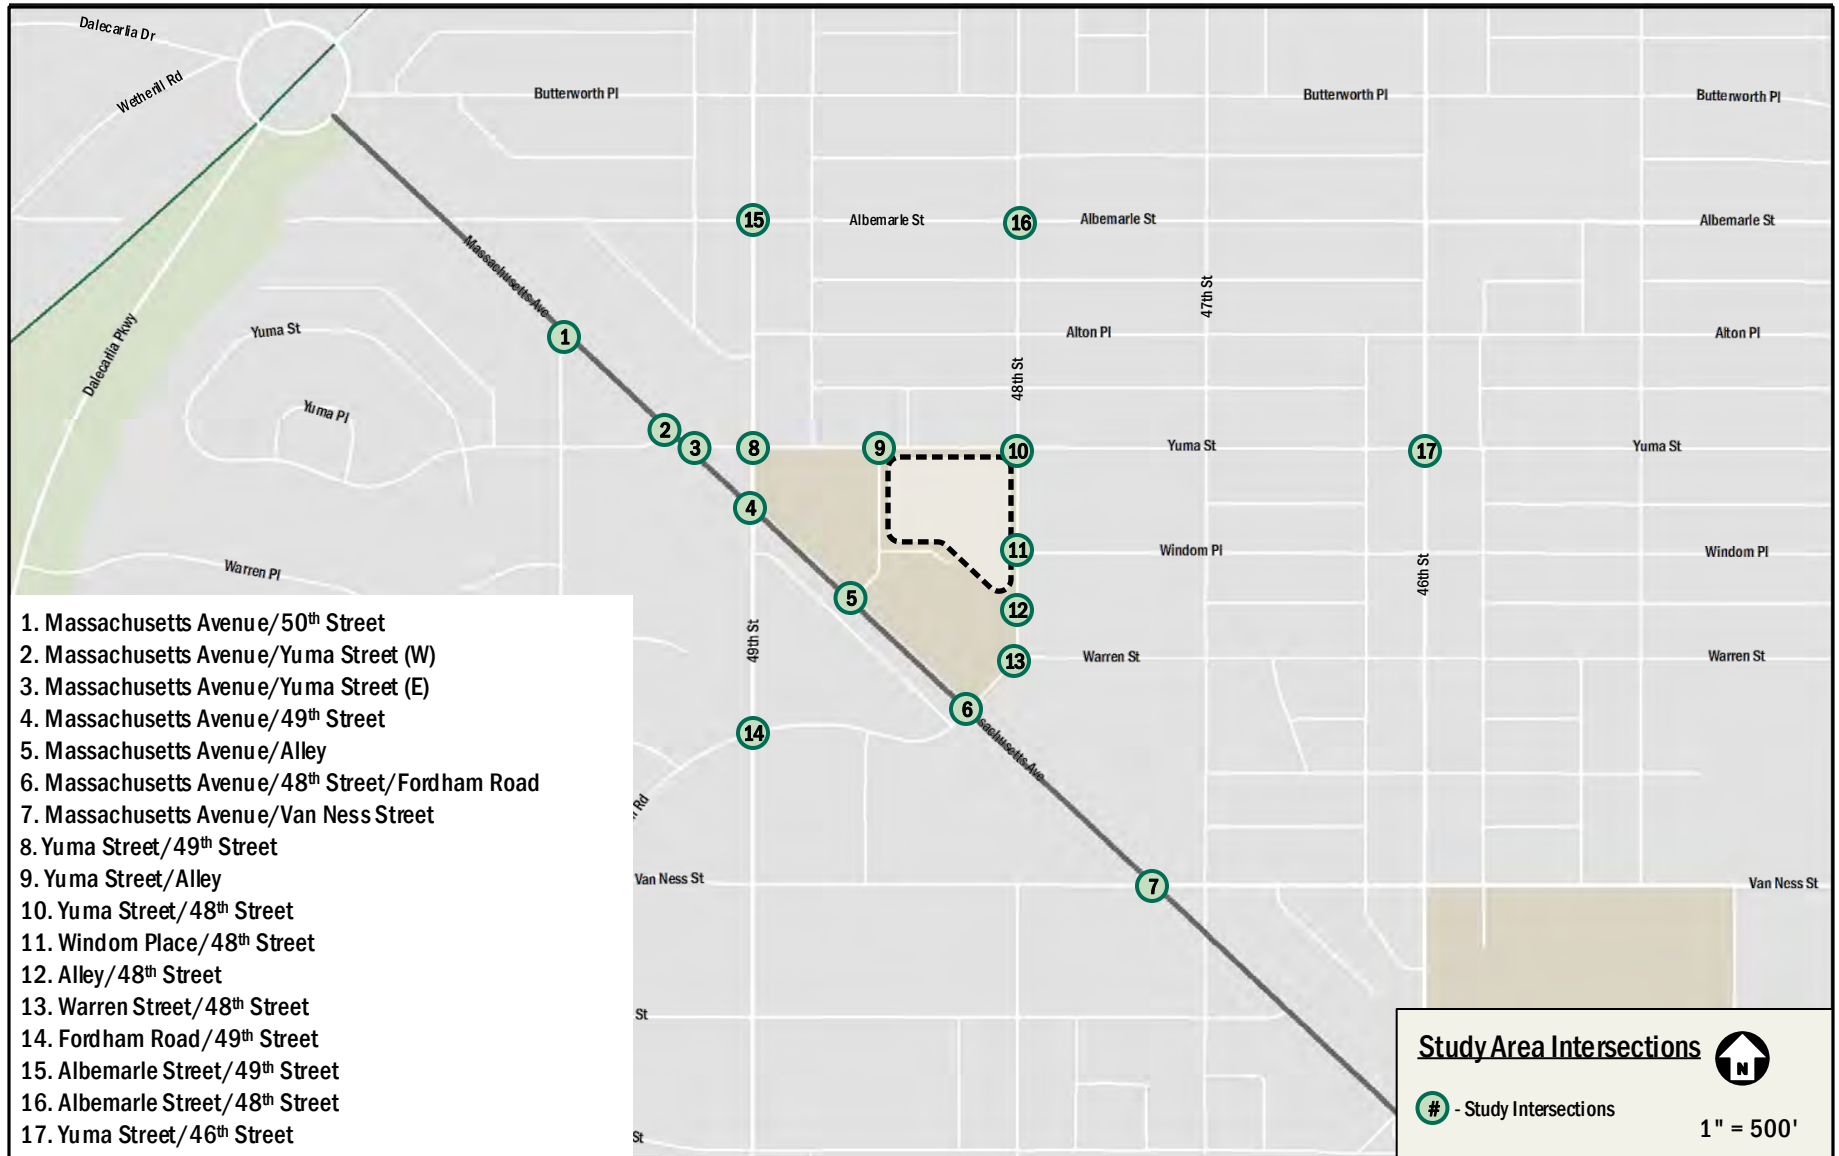 Dalecarlia Dr
Wetherill Rd
Butterworth Pl
Butterworth Pl
Butterworth Pl
15
Albemarle St
16
Albemarle St
Albemarle St
Massachusetts Ave
47th St
Dalecarlia Pkwy
Yuma St
1
Alton Pl
Alton Pl
48th St
Yuma Pl
2
3
8
9
10
Yuma St
17
Yuma St
4
11
Windom Pl
Windom Pl
46th St
Warren Pl
5
12
49th St
13
Warren St
Warren St
6
sachusetts Ave
14
Rd
Van Ness St
7
Van Ness St
St
St
1. Massachusetts Avenue/50th Street
2. Massachusetts Avenue/Yuma Street (W)
3. Massachusetts Avenue/Yuma Street (E)
4. Massachusetts Avenue/49th Street
5. Massachusetts Avenue/Alley
6. Massachusetts Avenue/48th Street/Fordham Road
7. Massachusetts Avenue/Van Ness Street
8. Yuma Street/49th Street
9. Yuma Street/Alley
10. Yuma Street/48th Street
11. Windom Place/48th Street
12. Alley/48th Street
13. Warren Street/48th Street
14. Fordham Road/49th Street
15. Albemarle Street/49th Street
16. Albemarle Street/48th Street
17. Yuma Street/46th Street
Study Area Intersections
N
# - Study Intersections
1" = 500'